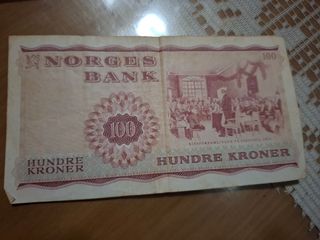 NORGES
BANK
100
100
HUNDRE
KRONER
HUNDRE KRONER